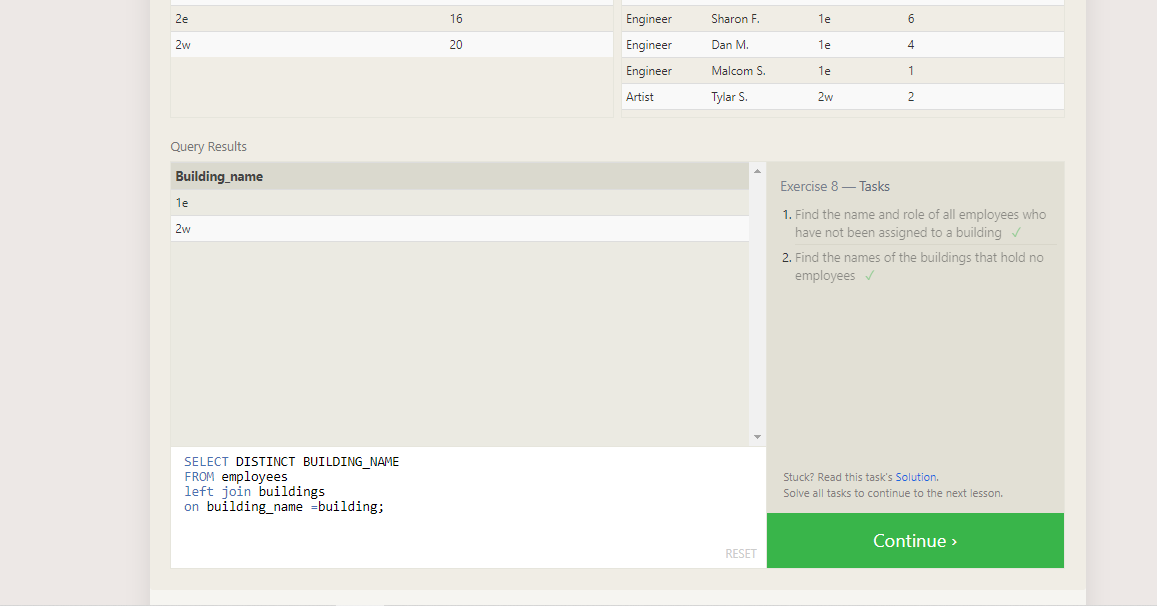 2e 16
2w 20
Engineer Sharon F. 1e 6
Engineer Dan M. 1e 4
Engineer Malcom S. 1e 1
Artist Tylar S. 2w 2
Query Results
Building_name
1e
2w
SELECT DISTINCT BUILDING_NAME
FROM employees
left join buildings
on building_name =building;
RESET
Exercise 8 — Tasks
1. Find the name and role of all employees who
have not been assigned to a building ✓
2. Find the names of the buildings that hold no
employees ✓
Stuck? Read this task's Solution.
Solve all tasks to continue to the next lesson.
Continue ›